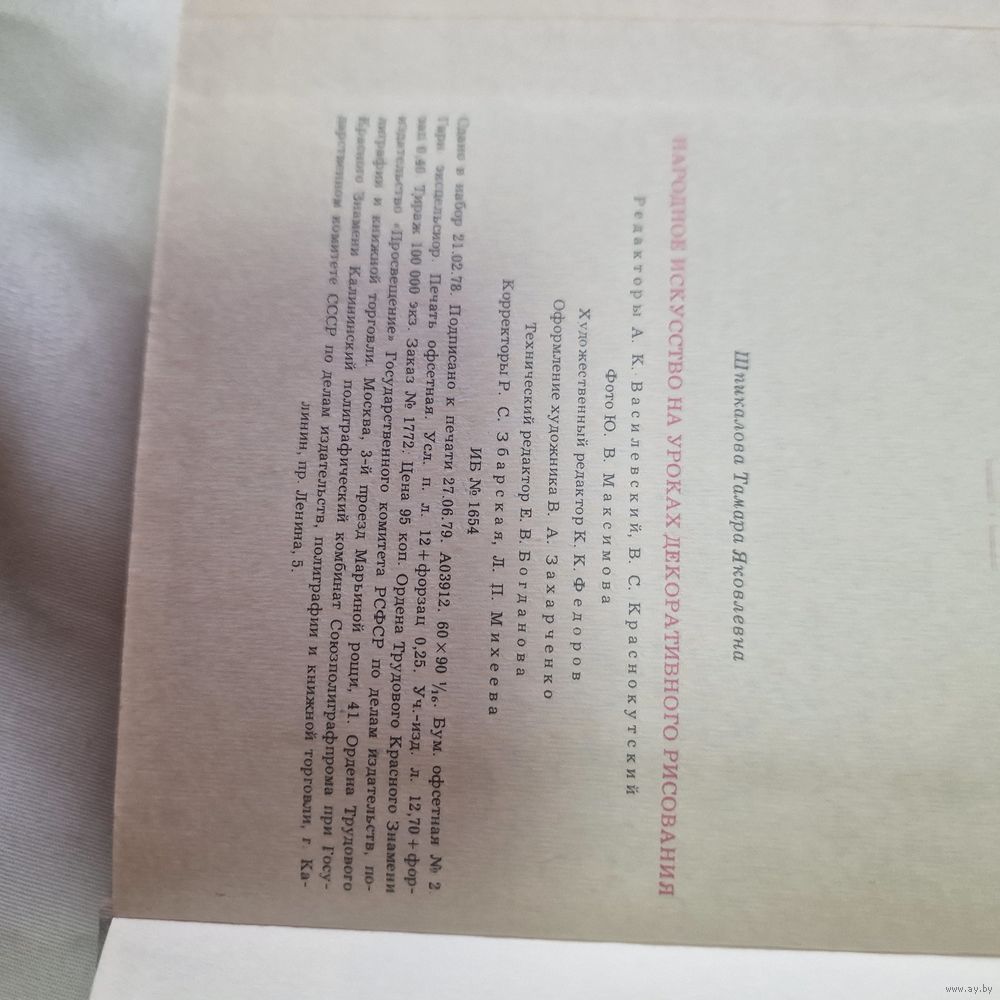 Шпикалова Тамара Яковлевна
НАРОДНОЕ ИСКУССТВО НА УРОКАХ ДЕКОРАТИВНОГО РИСОВАНИЯ
Редакторы А. К. Василевский, В. С. Краснокутский
Фото Ю. В. Максимова
Художественный редактор К. К. Федоров
Оформление художника В. А. Захарченко
Технический редактор Е. В. Богданова
Корректоры Р. С. Збарская, Л. П. Михеева
ИБ № 1654
Сдано в набор 21.02.78. Подписано к печати 27.06.79. А03912. 60×90 1/16. Бум. офсетная № 2.
Гарн эксцельсиор. Печать офсетная. Усл. п. л. 12+форзац 0,25. Уч.-изд. л. 12,70+фор-
зац 0,40 Тираж 100 000 экз. Заказ № 1772. Цена 95 коп. Ордена Трудового Красного Знамени
издательство «Просвещение» Государственного комитета РСФСР по делам издательств, по-
лиграфии и книжной торговли. Москва, 3-й проезд Марьиной рощи, 41. Ордена Трудового
Красного Знамени Калининский полиграфический комбинат Союзполиграфпрома при Госу-
дарственном комитете СССР по делам издательств, полиграфии и книжной торговли, г. Ка-
линин, пр. Ленина, 5.
www.ay.by